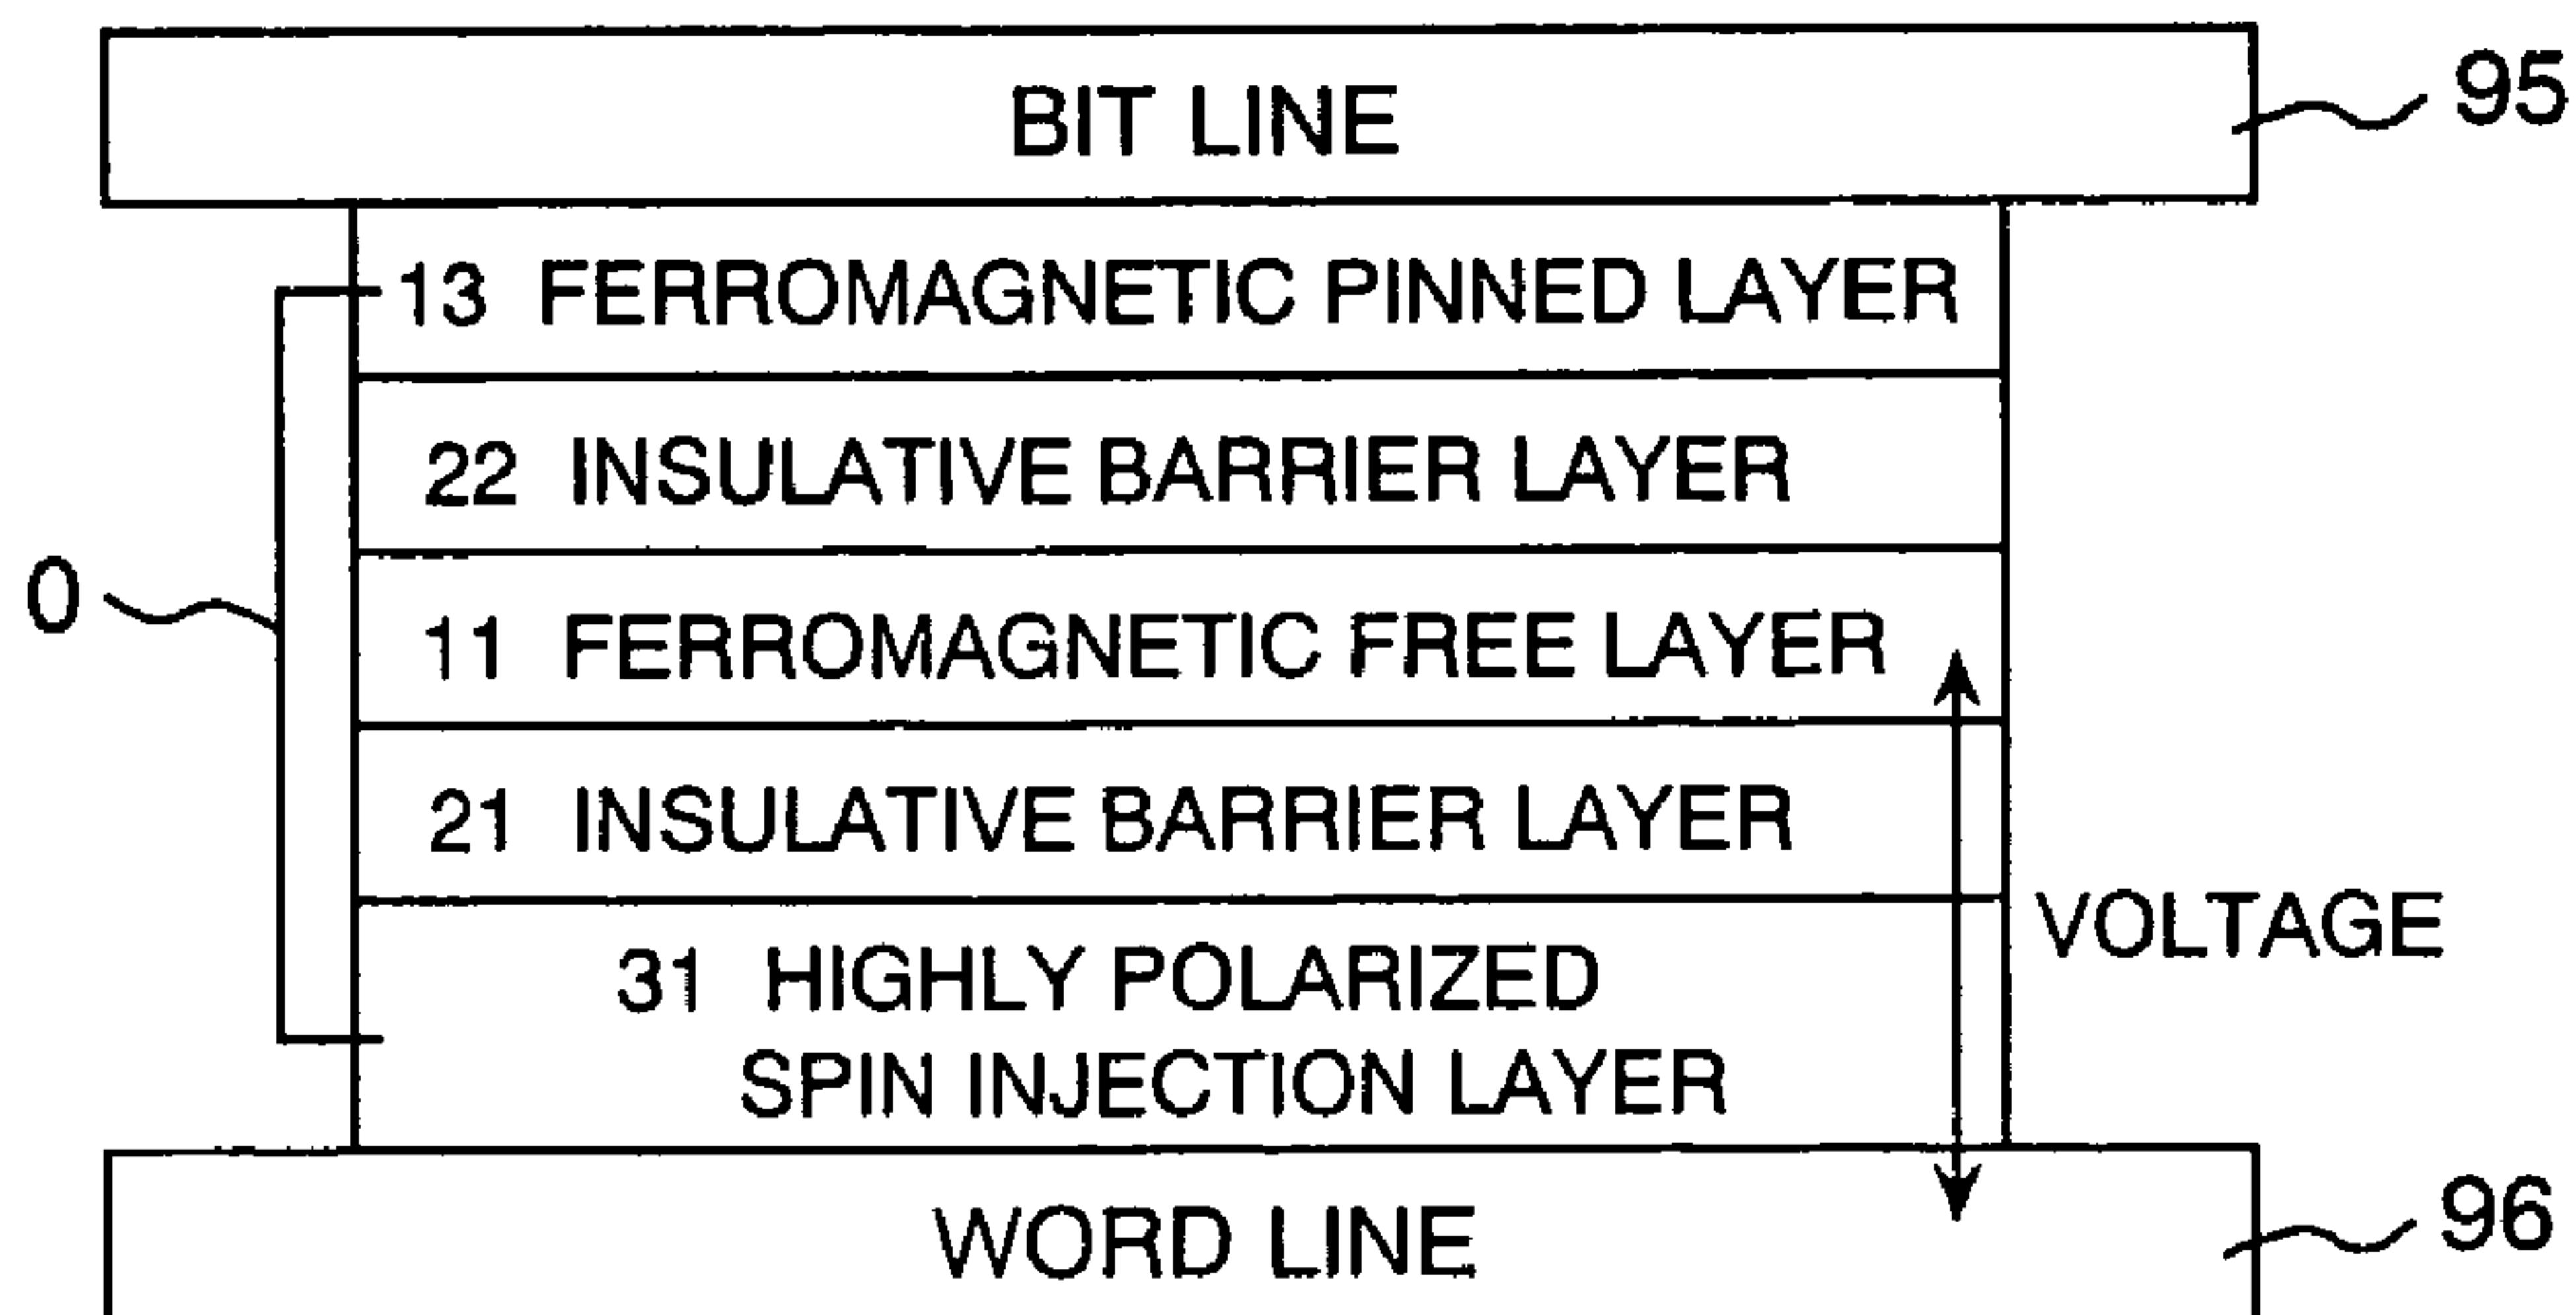 BIT LINE
95
13 FERROMAGNETIC PINNED LAYER
22 INSULATIVE BARRIER LAYER
0
11 FERROMAGNETIC FREE LAYER
21 INSULATIVE BARRIER LAYER
VOLTAGE
31 HIGHLY POLARIZED
SPIN INJECTION LAYER
WORD LINE
96